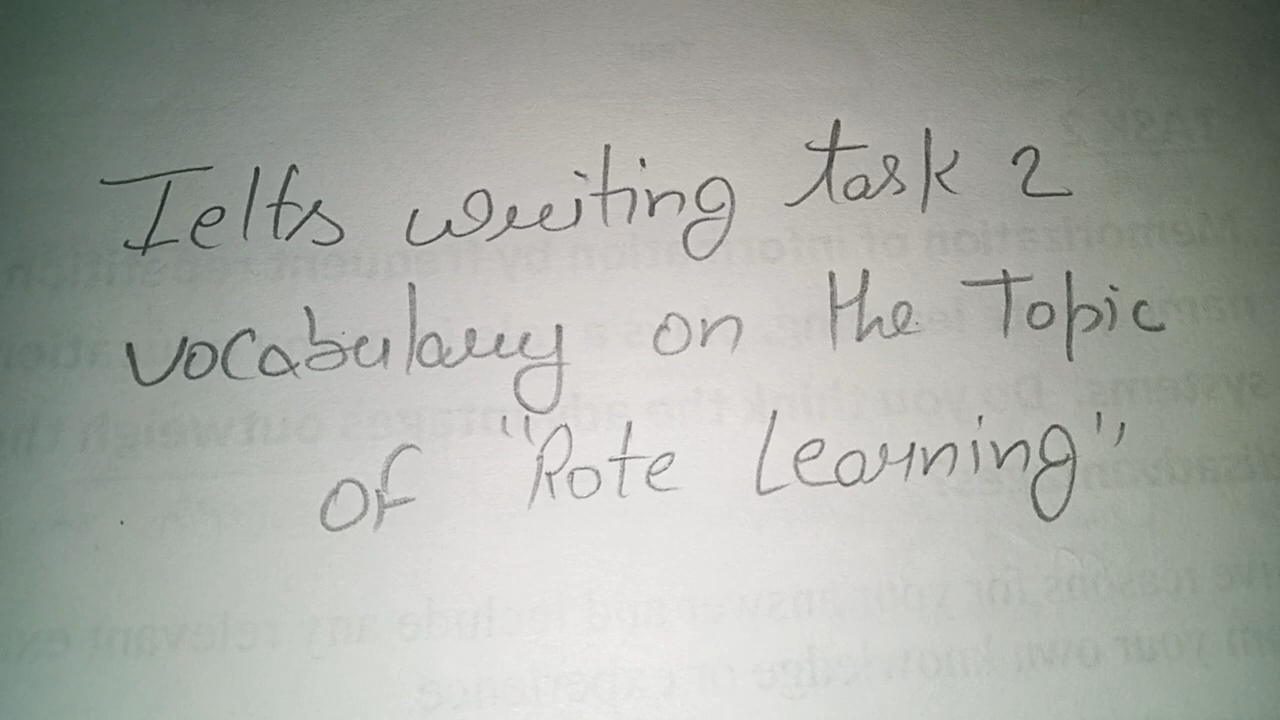 Ielts writing task 2
vocabulary on the Topic
of "Rote Learning"